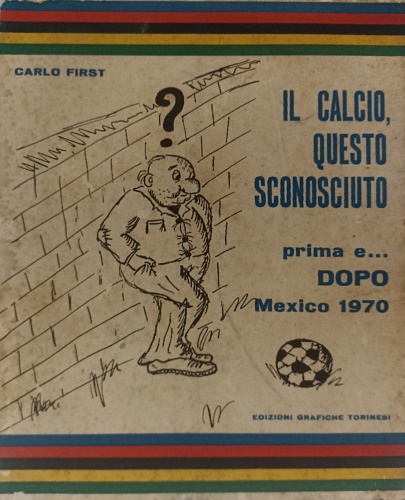 CARLO FIRST
?
IL CALCIO,
QUESTO
SCONOSCIUTO
prima e...
DOPO
Mexico 1970
EDIZIONI GRAFICHE TORINESI